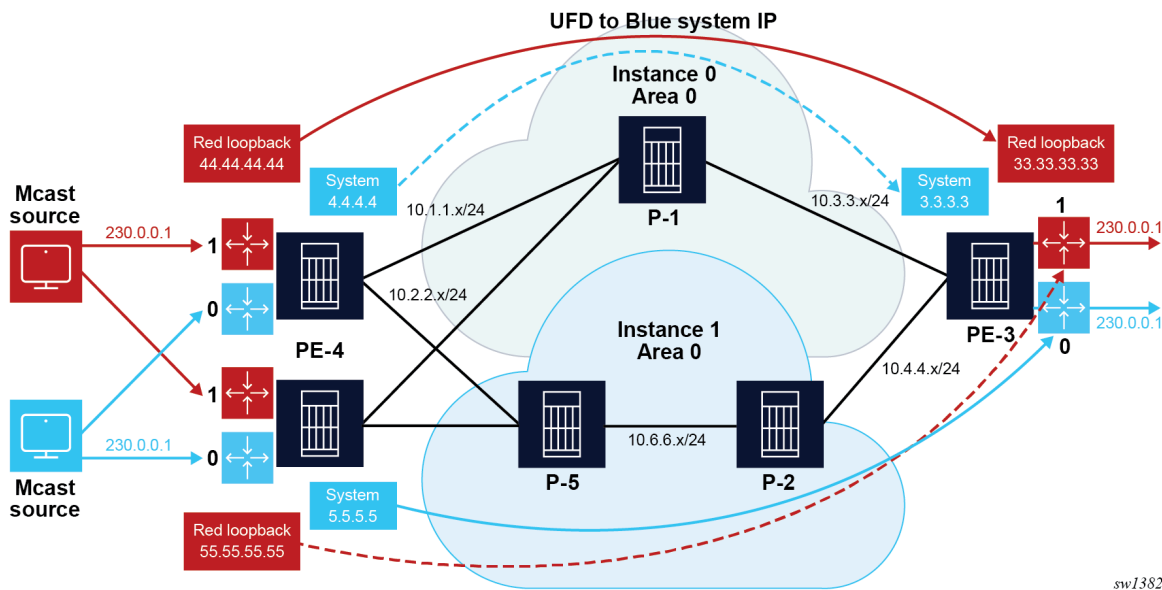 UFD to Blue system IP
Instance 0
Area 0
Red loopback
44.44.44.44
Red loopback
33.33.33.33
System
4.4.4.4
System
3.3.3.3
Mcast
source
230.0.0.1
1
10.1.1.x/24
P-1
10.3.3.x/24
1
230.0.0.1
0
10.2.2.x/24
PE-4
Instance 1
Area 0
PE-3
230.0.0.1
0
10.4.4.x/24
1
230.0.0.1
0
10.6.6.x/24
Mcast
source
P-5
P-2
System
5.5.5.5
Red loopback
55.55.55.55
sw1382